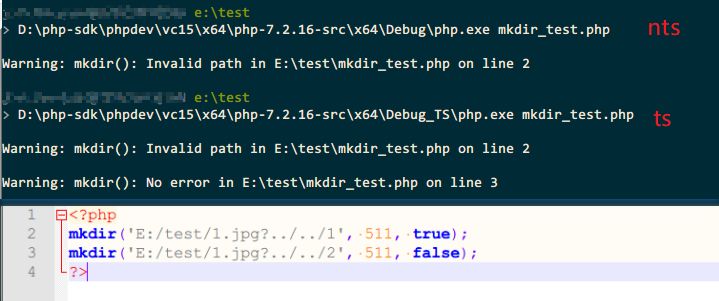 e:\test
> D:\php-sdk\phpdev\vc15\x64\php-7.2.16-src\x64\Debug\php.exe mkdir_test.php nts
Warning: mkdir(): Invalid path in E:\test\mkdir_test.php on line 2
e:\test
> D:\php-sdk\phpdev\vc15\x64\php-7.2.16-src\x64\Debug_TS\php.exe mkdir_test.php ts
Warning: mkdir(): Invalid path in E:\test\mkdir_test.php on line 2
Warning: mkdir(): No error in E:\test\mkdir_test.php on line 3
1 <?php
2 mkdir('E:/test/1.jpg?../../1', 511, true);
3 mkdir('E:/test/1.jpg?../../2', 511, false);
4 ?>